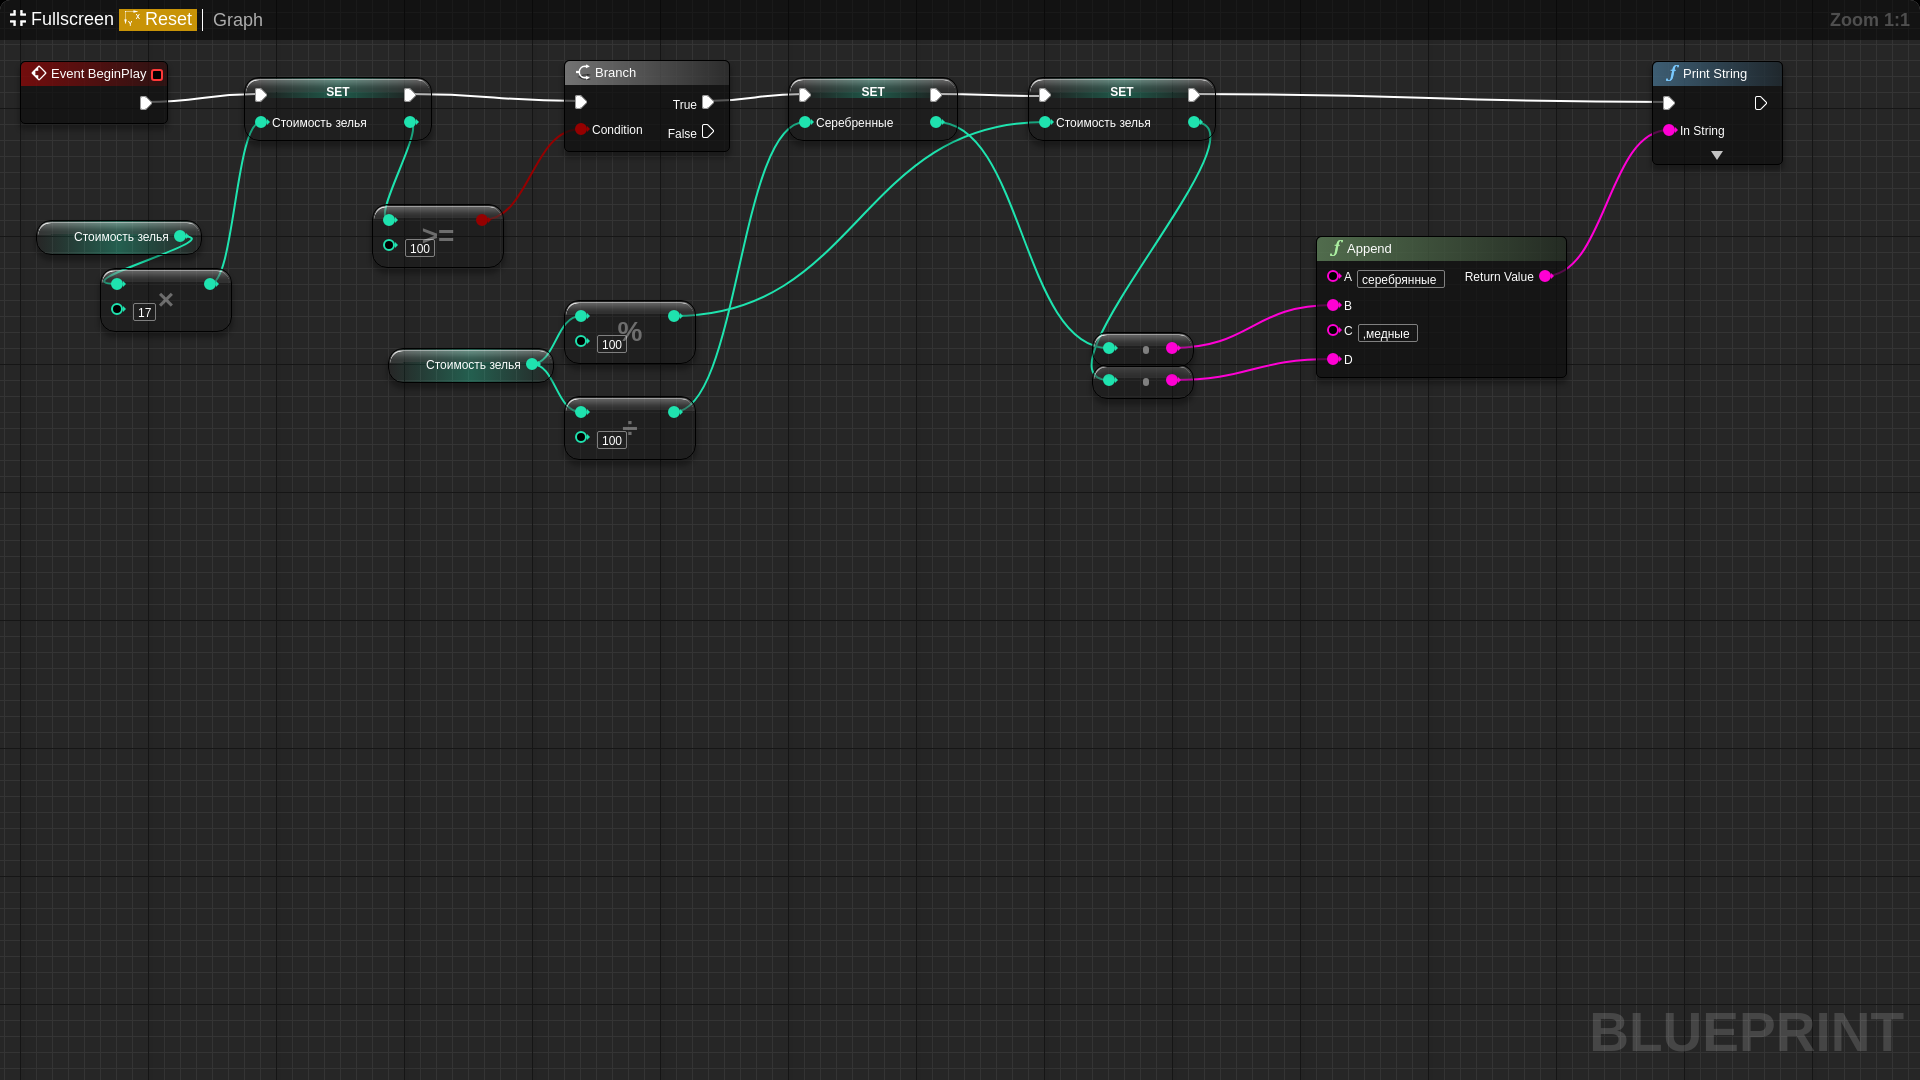 Fullscreen Reset Graph Zoom 1:1
Event BeginPlay
SET
Стоимость зелья
Branch
True
Condition
False
SET
Серебренные
SET
Стоимость зелья
Print String
In String
Стоимость зелья
×
17
>=
100
%
100
Стоимость зелья
÷
100
Append
A серебрянные Return Value
B
C ,медные
D
BLUEPRINT